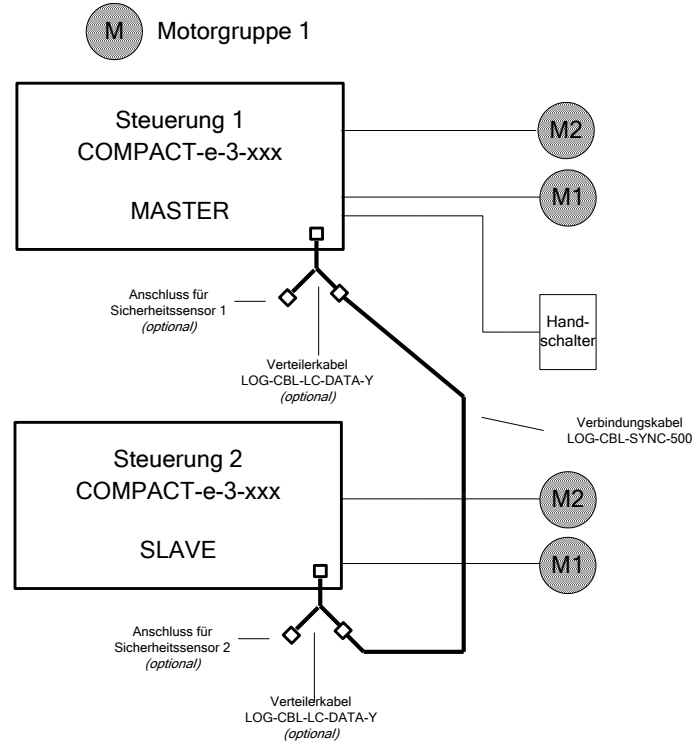 M Motorgruppe 1
Steuerung 1
COMPACT-e-3-xxx
MASTER
M2
M1
Anschluss für
Sicherheitssensor 1
(optional)
Hand-
schalter
Verteilerkabel
LOG-CBL-LC-DATA-Y
(optional)
Verbindungskabel
LOG-CBL-SYNC-500
Steuerung 2
COMPACT-e-3-xxx
SLAVE
M2
M1
Anschluss für
Sicherheitssensor 2
(optional)
Verteilerkabel
LOG-CBL-LC-DATA-Y
(optional)